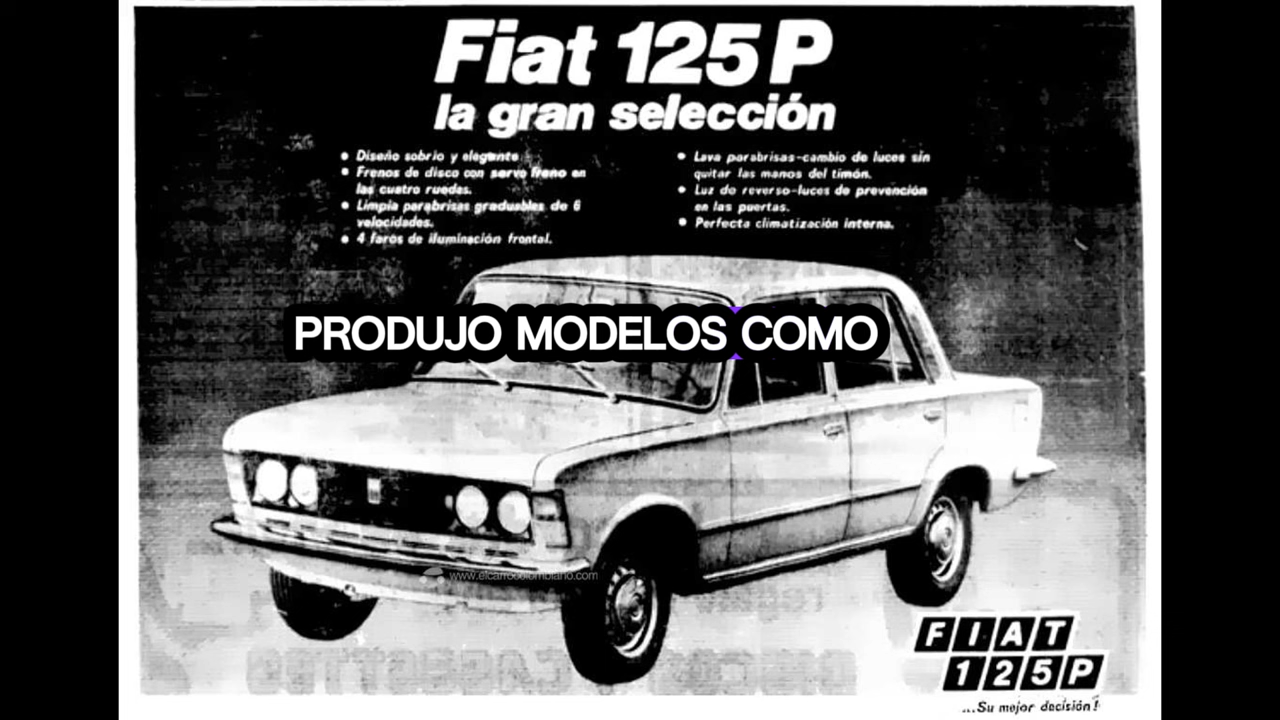 Fiat 125P
la gran selección
• Diseño sobrio y elegante
• Frenos de disco con servo freno en
las cuatro ruedas.
• Limpia parabrisas graduables de 6
velocidades.
• 4 faros de iluminación frontal.
• Lava parabrisas-cambio de luces sin
quitar las manos del timón.
• Luz de reverso-luces de prevención
en las puertas.
• Perfecta climatización interna.
PRODUJO MODELOS COMO
www.elcarrocolombiano.com
FIAT
125P
...Su mejor decisión!